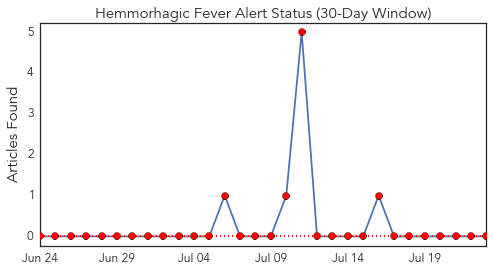 Hemmorhagic Fever Alert Status (30-Day Window)
Articles Found
5
4
3
2
1
0
Jun 24 Jun 29 Jul 04 Jul 09 Jul 14 Jul 19